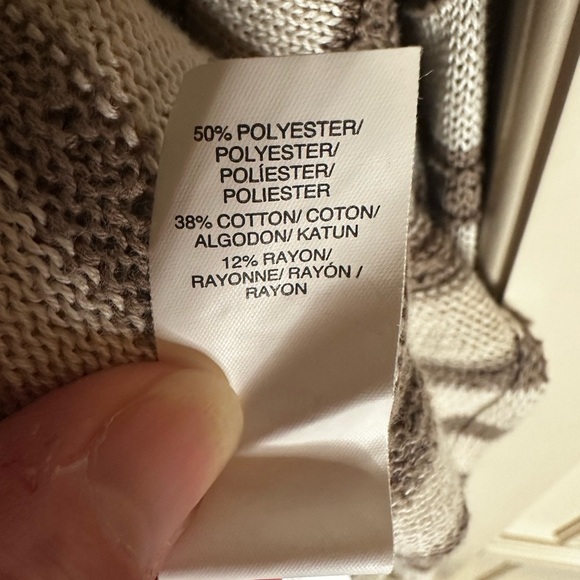 50% POLYESTER/
POLYESTER/
POLÍESTER/
POLIESTER
38% COTTON/ COTON/
ALGODON/ KATUN
12% RAYON/
RAYONNE/ RAYÓN /
RAYON